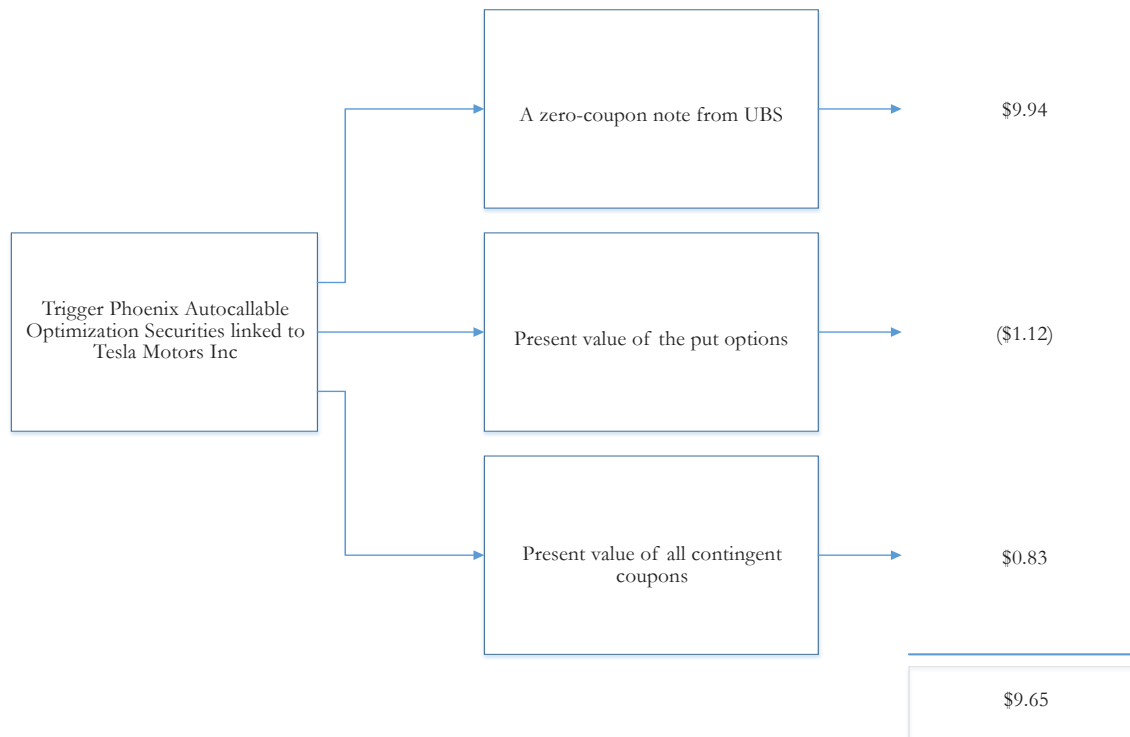 A zero-coupon note from UBS
$9.94
Trigger Phoenix Autocallable
Optimization Securities linked to
Tesla Motors Inc
Present value of the put options
($1.12)
Present value of all contingent
coupons
$0.83
$9.65